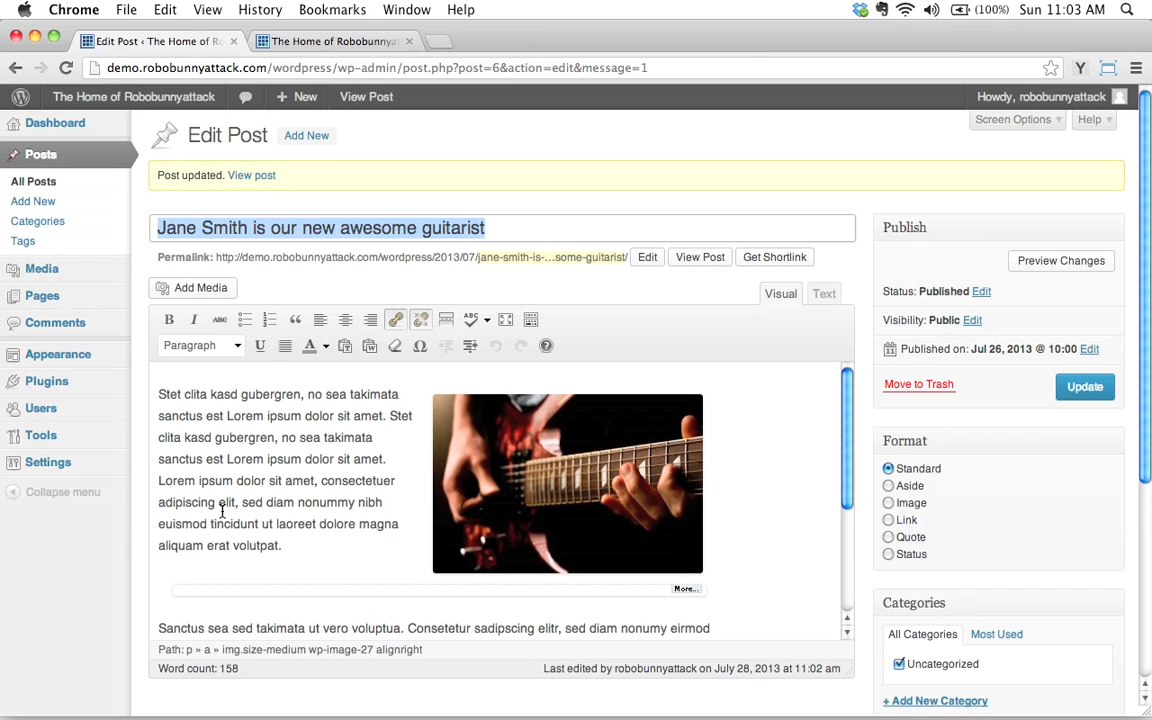 Chrome File Edit View History Bookmarks Window Help (100%) Sun 11:03 AM
Edit Post ‹ The Home of Ro × The Home of Robobunnya ×
demo.robobunnyattack.com/wordpress/wp-admin/post.php?post=6&action=edit&message=1
The Home of Robobunnyattack + New View Post Howdy, robobunnyattack
Dashboard
Posts
All Posts
Add New
Categories
Tags
Media
Pages
Comments
Appearance
Plugins
Users
Tools
Settings
Collapse menu
Edit Post Add New
Screen Options Help
Post updated. View post
Jane Smith is our new awesome guitarist
Permalink: http://demo.robobunnyattack.com/wordpress/2013/07/jane-smith-is-...some-guitarist/ Edit View Post Get Shortlink
Add Media
Visual Text
B I ABC ABC
Paragraph U A Ω
Stet clita kasd gubergren, no sea takimata
sanctus est Lorem ipsum dolor sit amet. Stet
clita kasd gubergren, no sea takimata
sanctus est Lorem ipsum dolor sit amet.
Lorem ipsum dolor sit amet, consectetuer
adipiscing elit, sed diam nonummy nibh
euismod tincidunt ut laoreet dolore magna
aliquam erat volutpat.
More...
Sanctus sea sed takimata ut vero voluptua. Consetetur sadipscing elitr, sed diam nonumy eirmod
Path: p » a » img.size-medium wp-image-27 alignright
Word count: 158 Last edited by robobunnyattack on July 28, 2013 at 11:02 am
Publish
Preview Changes
Status: Published Edit
Visibility: Public Edit
Published on: Jul 26, 2013 @ 10:00 Edit
Move to Trash Update
Format
Standard
Aside
Image
Link
Quote
Status
Categories
All Categories Most Used
Uncategorized
+ Add New Category